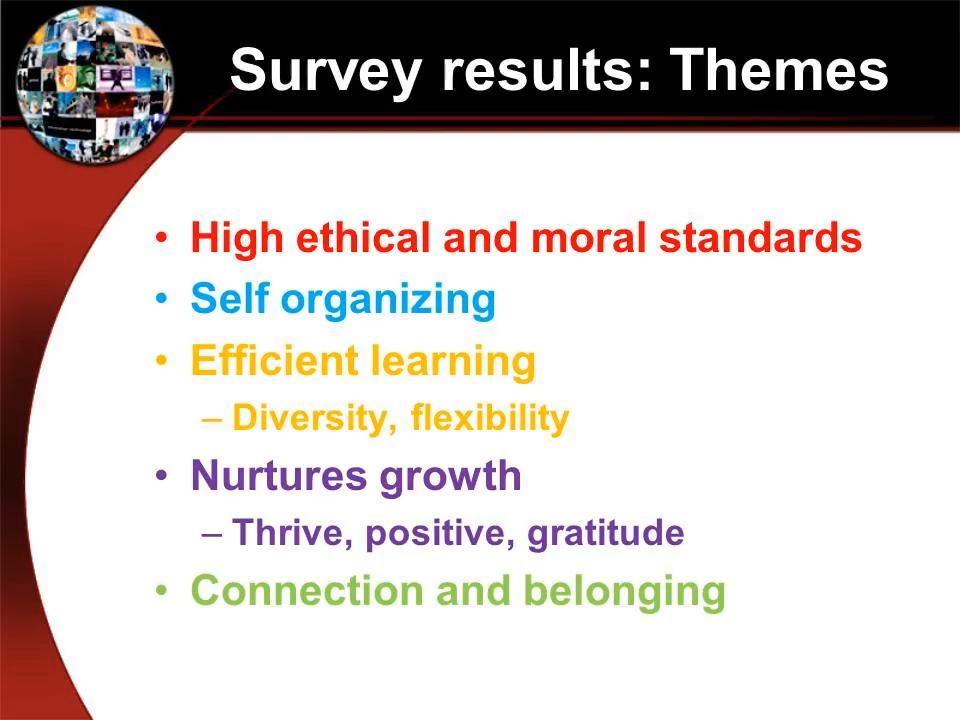 Survey results: Themes
• High ethical and moral standards
• Self organizing
• Efficient learning
– Diversity, flexibility
• Nurtures growth
– Thrive, positive, gratitude
• Connection and belonging